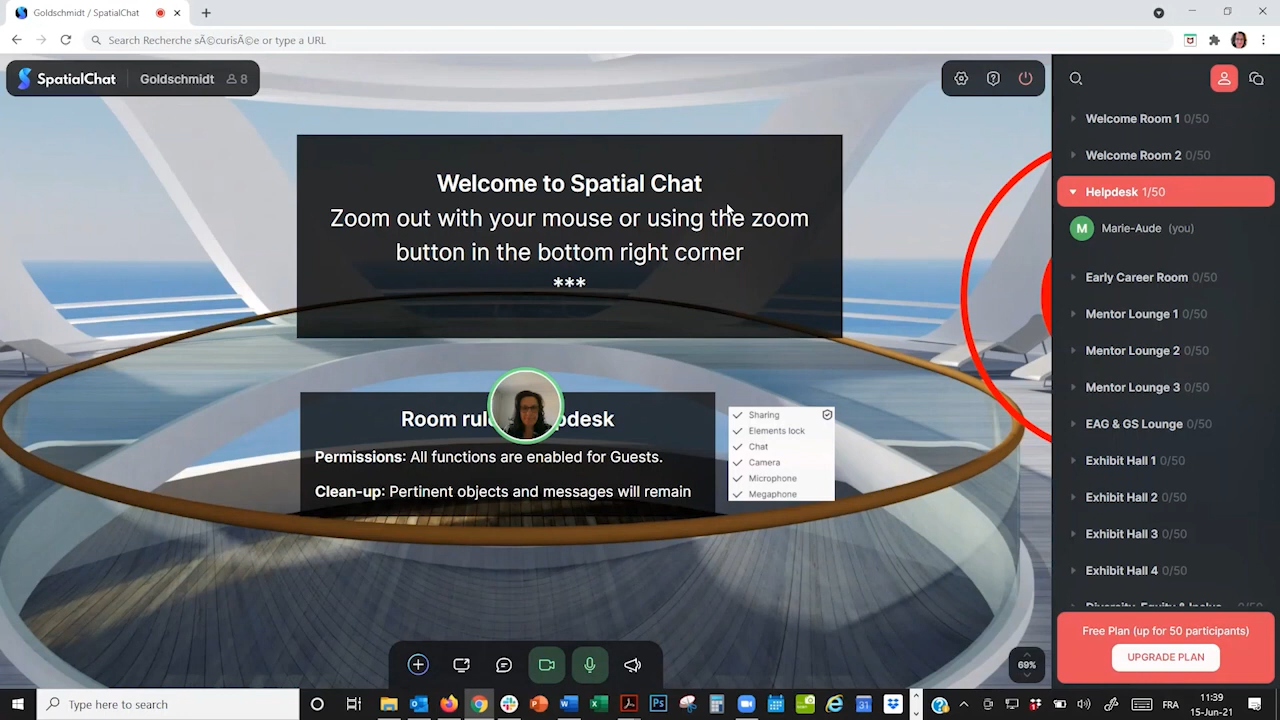 Goldschmidt / SpatialChat
Search Recherche sÃ©curisÃ©e or type a URL
SpatialChat
Goldschmidt
8
Welcome to Spatial Chat
Zoom out with your mouse or using the zoom
button in the bottom right corner
***
Room rul
desk
Permissions: All functions are enabled for Guests.
Clean-up: Pertinent objects and messages will remain
Sharing
Elements lock
Chat
Camera
Microphone
Megaphone
Welcome Room 1 0/50
Welcome Room 2 0/50
Helpdesk 1/50
M
Marie-Aude (you)
Early Career Room 0/50
Mentor Lounge 1 0/50
Mentor Lounge 2 0/50
Mentor Lounge 3 0/50
EAG & GS Lounge 0/50
Exhibit Hall 1 0/50
Exhibit Hall 2 0/50
Exhibit Hall 3 0/50
Exhibit Hall 4 0/50
Free Plan (up for 50 participants)
UPGRADE PLAN
69%
Type here to search
FRA
11:39
15-Jun-21